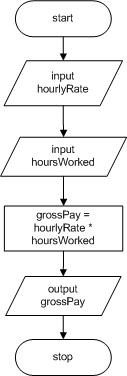 start
input
hourlyRate
input
hoursWorked
grossPay =
hourlyRate *
hoursWorked
output
grossPay
stop